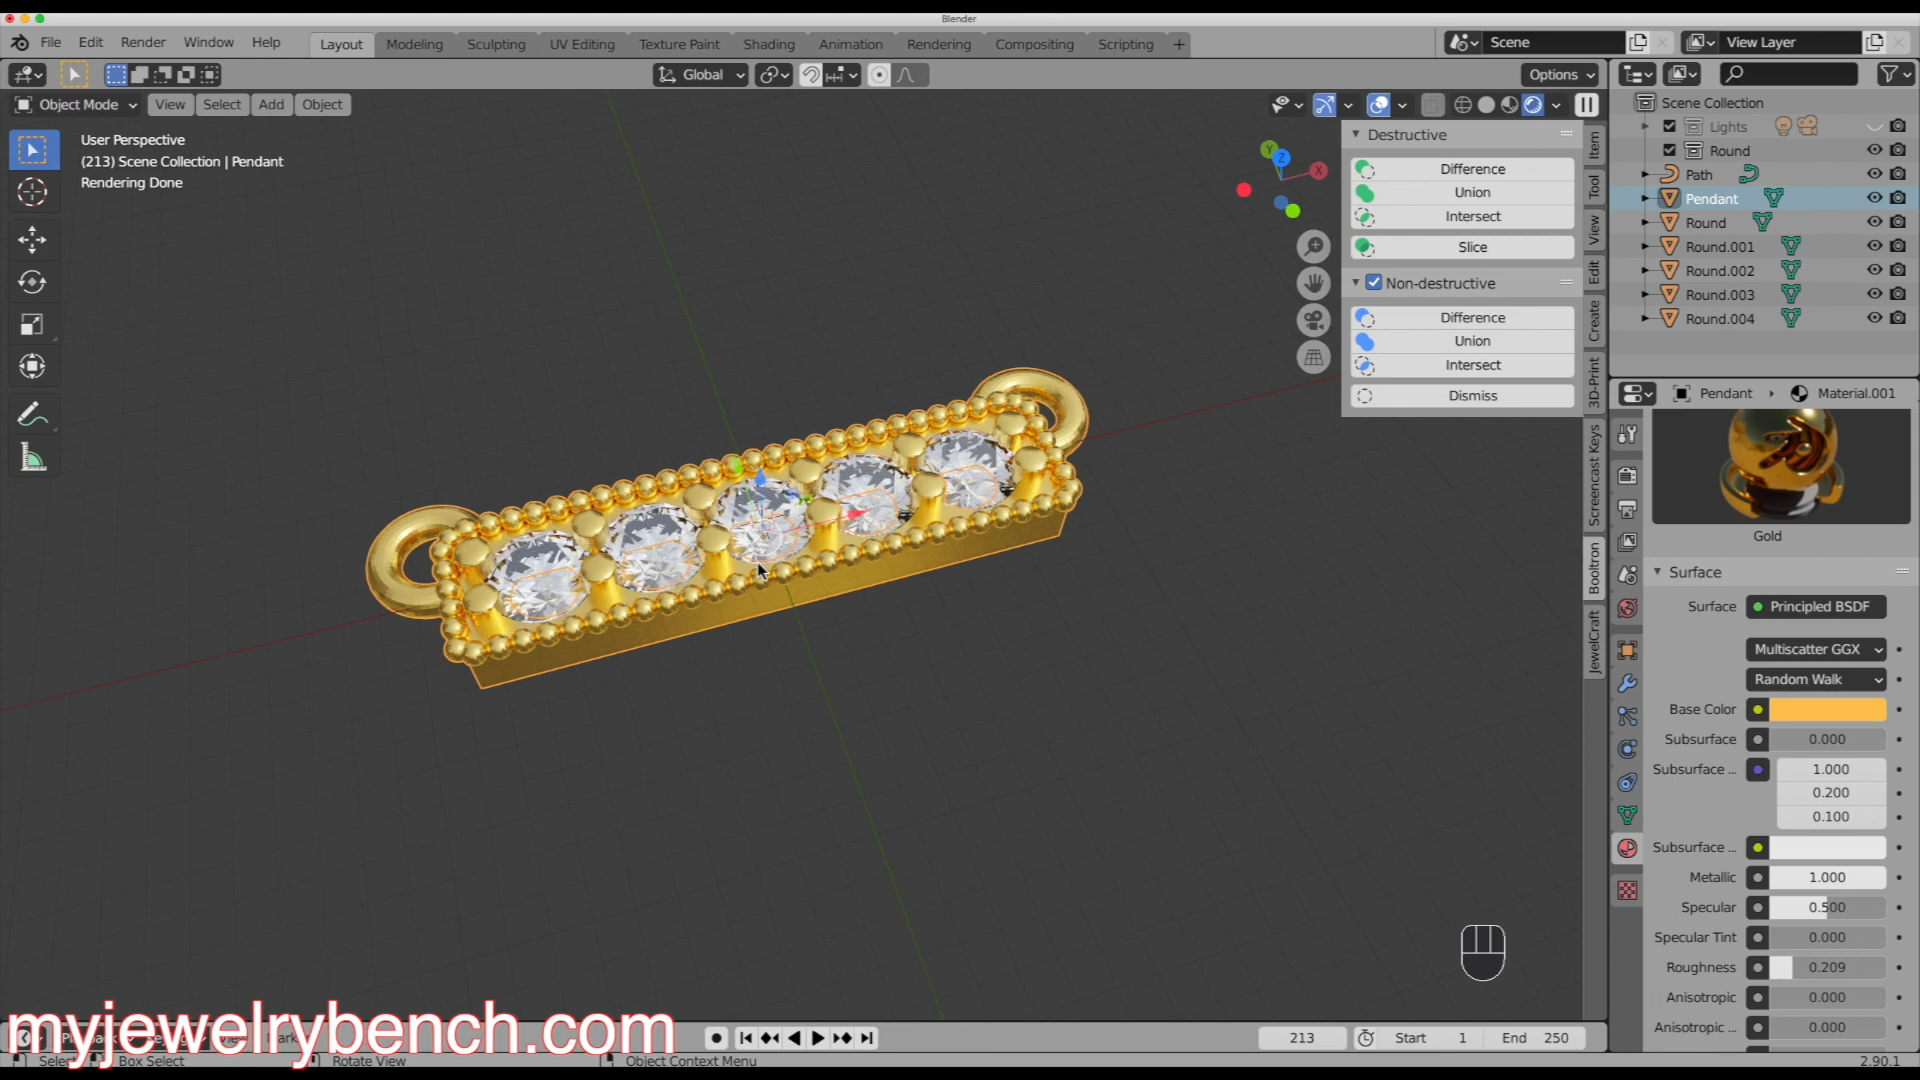 Blender
File Edit Render Window Help Layout Modeling Sculpting UV Editing Texture Paint Shading Animation Rendering Compositing Scripting + Scene View Layer
Global Options
Object Mode View Select Add Object
User Perspective
(213) Scene Collection | Pendant
Rendering Done
X
Y
Z
Destructive
Difference
Union
Intersect
Slice
Non-destructive
Difference
Union
Intersect
Dismiss
Item
Tool
View
Edit
Create
3D-Print
Screencast Keys
Booltron
JewelCraft
Scene Collection
Lights
Round
Path
Pendant
Round
Round.001
Round.002
Round.003
Round.004
Pendant Material.001
Gold
Surface
Surface Principled BSDF
Multiscatter GGX
Random Walk
Base Color
Subsurface 0.000
Subsurface ... 1.000
0.200
0.100
Subsurface ...
Metallic 1.000
Specular 0.500
Specular Tint 0.000
Roughness 0.209
Anisotropic 0.000
Anisotropic ... 0.000
myjewelrybench.com
213 Start 1 End 250
Select Box Select Rotate View Object Context Menu 2.90.1